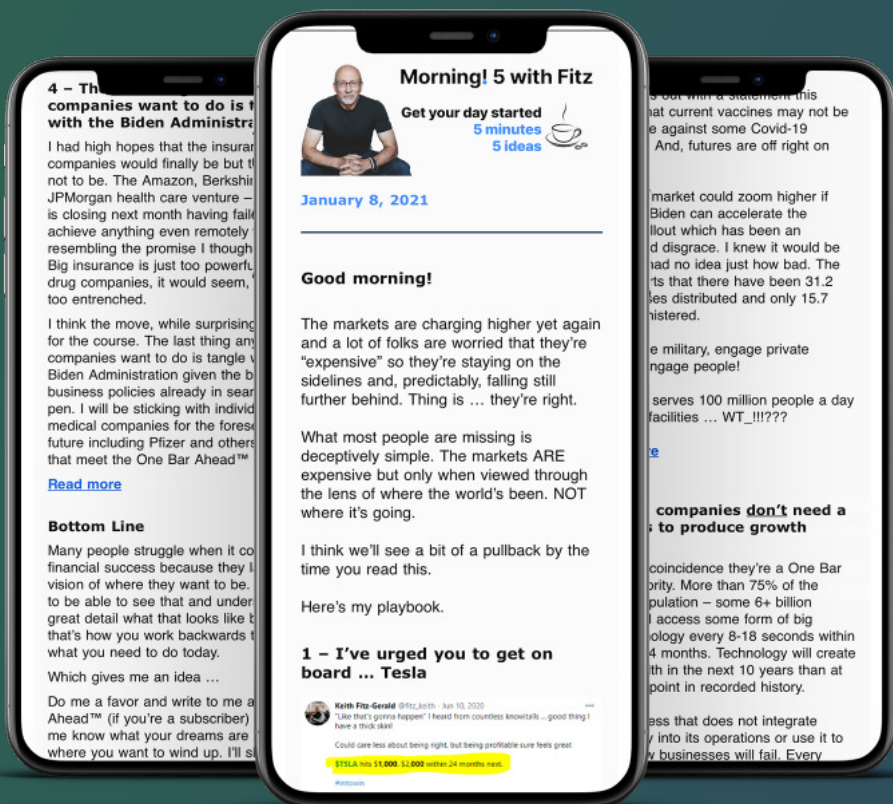 4 – Th
companies want to do is t
with the Biden Administra
I had high hopes that the insurar
companies would finally be but t
not to be. The Amazon, Berkshir
JPMorgan health care venture –
is closing next month having faile
achieve anything even remotely
resembling the promise I though
Big insurance is just too powerfu
drug companies, it would seem,
too entrenched.
I think the move, while surprising
for the course. The last thing any
companies want to do is tangle
Biden Administration given the b
business policies already in sear
pen. I will be sticking with individ
medical companies for the forese
future including Pfizer and others
that meet the One Bar Ahead™
Read more
Bottom Line
Many people struggle when it co
financial success because they l
vision of where they want to be.
to be able to see that and under
great detail what that looks like b
that's how you work backwards t
what you need to do today.
Which gives me an idea ...
Do me a favor and write to me a
Ahead™ (if you're a subscriber)
me know what your dreams are
where you want to wind up. I'll s
Morning! 5 with Fitz
Get your day started
5 minutes
5 ideas
January 8, 2021
Good morning!
The markets are charging higher yet again
and a lot of folks are worried that they're
“expensive” so they're staying on the
sidelines and, predictably, falling still
further behind. Thing is ... they're right.
What most people are missing is
deceptively simple. The markets ARE
expensive but only when viewed through
the lens of where the world's been. NOT
where it's going.
I think we'll see a bit of a pullback by the
time you read this.
Here's my playbook.
1 – I've urged you to get on
board ... Tesla
Keith Fitz-Gerald @fitz_keith · Jun 10, 2020
"Like that's gonna happen" I heard from countless knowitalls ... good thing I
have a thick skin!
Could care less about being right, but being profitable sure feels great
$TSLA hits $1,000. $2,000 within 24 months next.
#intowin
s out with a statement this
hat current vaccines may not be
e against some Covid-19
And, futures are off right on
market could zoom higher if
Biden can accelerate the
llout which has been an
d disgrace. I knew it would be
had no idea just how bad. The
rts that there have been 31.2
ses distributed and only 15.7
nistered.
e military, engage private
ngage people!
serves 100 million people a day
facilities ... WT_!!!???
e
companies don't need a
s to produce growth
coincidence they're a One Bar
ority. More than 75% of the
pulation – some 6+ billion
l access some form of big
nology every 8-18 seconds within
4 months. Technology will create
lth in the next 10 years than at
point in recorded history.
ess that does not integrate
y into its operations or use it to
w businesses will fail. Every